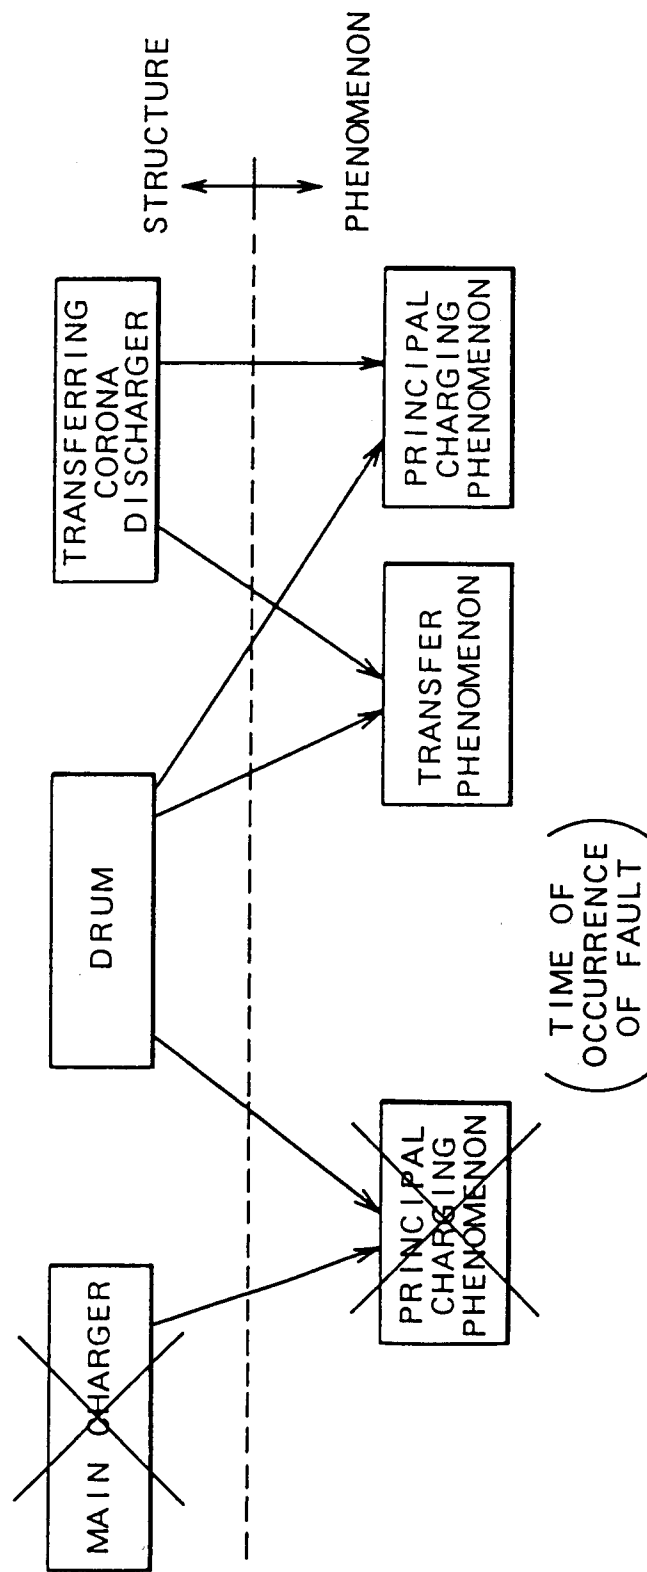 MAIN CHARGER
DRUM
TRANSFERRING
CORONA
DISCHARGER
STRUCTURE
PHENOMENON
PRINCIPAL
CHARGING
PHENOMENON
TRANSFER
PHENOMENON
PRINCIPAL
CHARGING
PHENOMENON
TIME OF
OCCURRENCE
OF FAULT